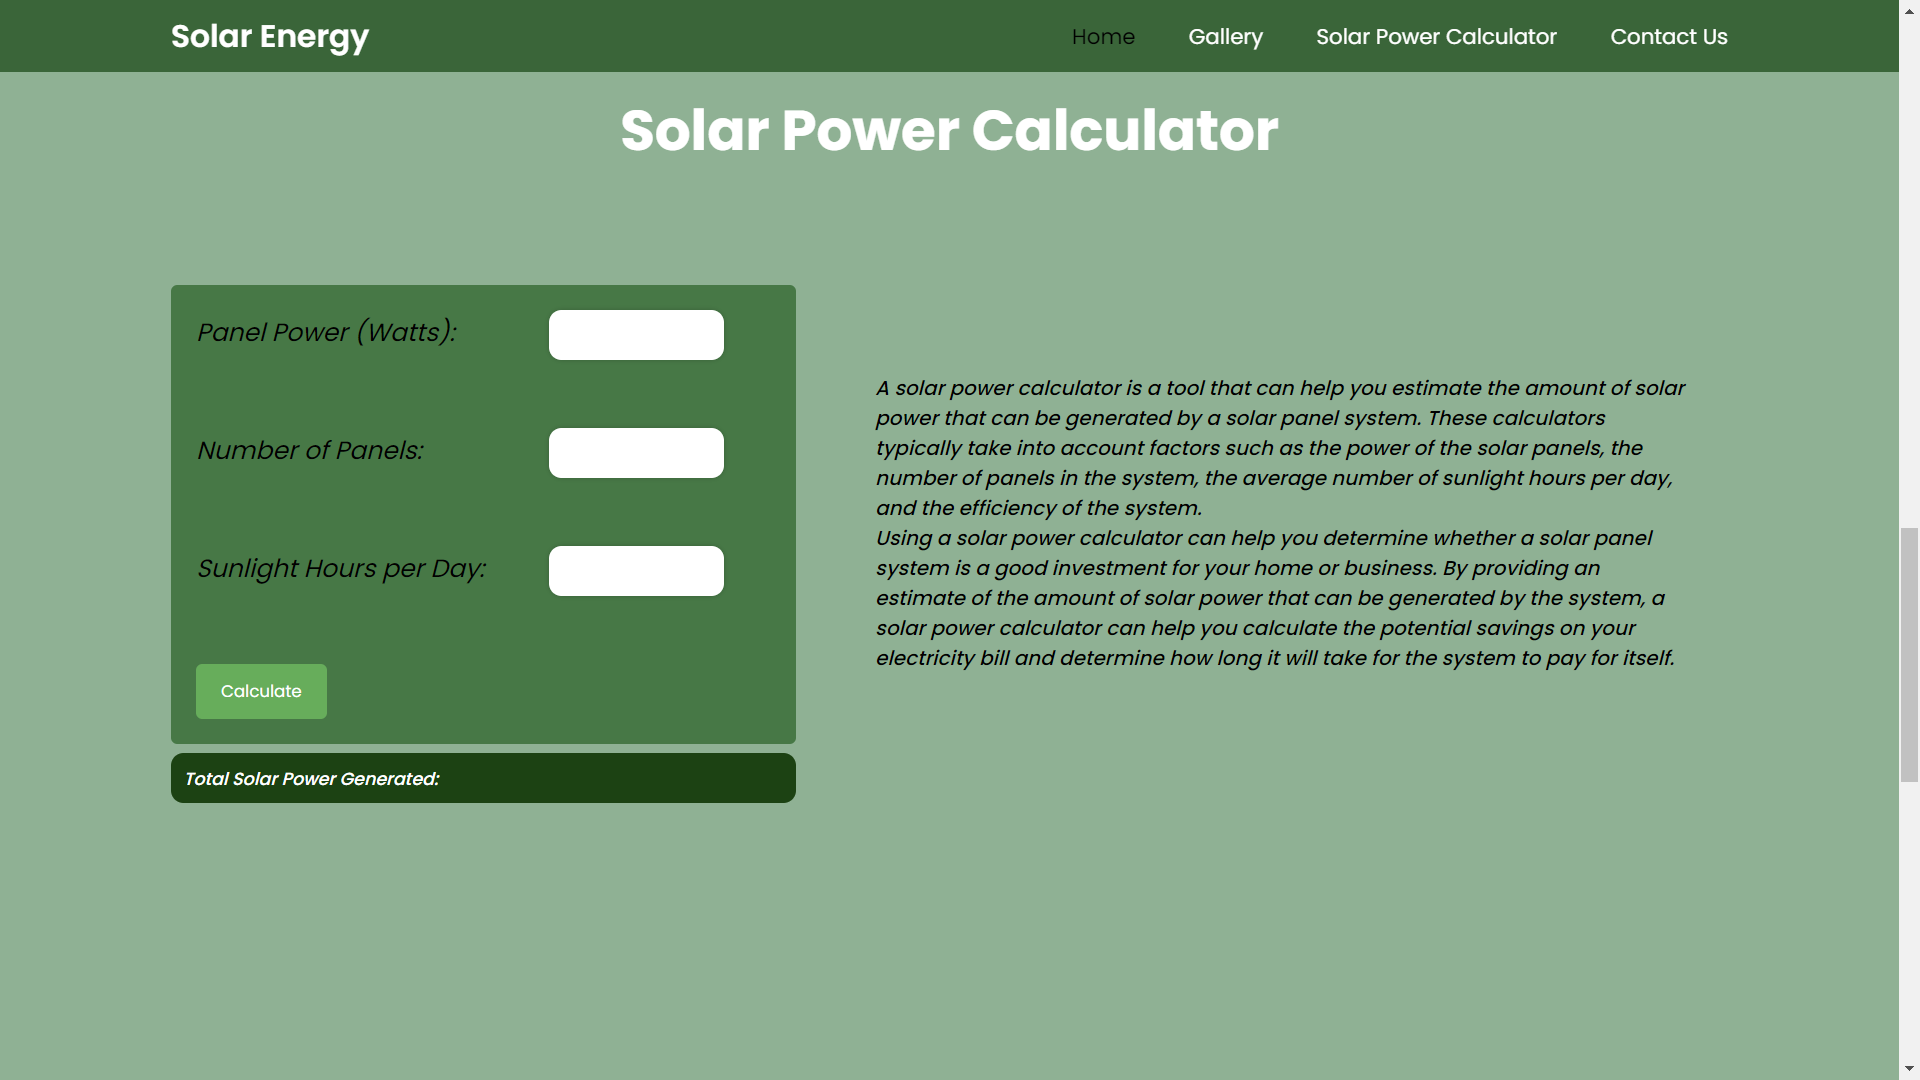 Solar Energy
Home
Gallery
Solar Power Calculator
Contact Us
Solar Power Calculator
Panel Power (Watts):
Number of Panels:
Sunlight Hours per Day:
Calculate
Total Solar Power Generated:
A solar power calculator is a tool that can help you estimate the amount of solar
power that can be generated by a solar panel system. These calculators
typically take into account factors such as the power of the solar panels, the
number of panels in the system, the average number of sunlight hours per day,
and the efficiency of the system.
Using a solar power calculator can help you determine whether a solar panel
system is a good investment for your home or business. By providing an
estimate of the amount of solar power that can be generated by the system, a
solar power calculator can help you calculate the potential savings on your
electricity bill and determine how long it will take for the system to pay for itself.